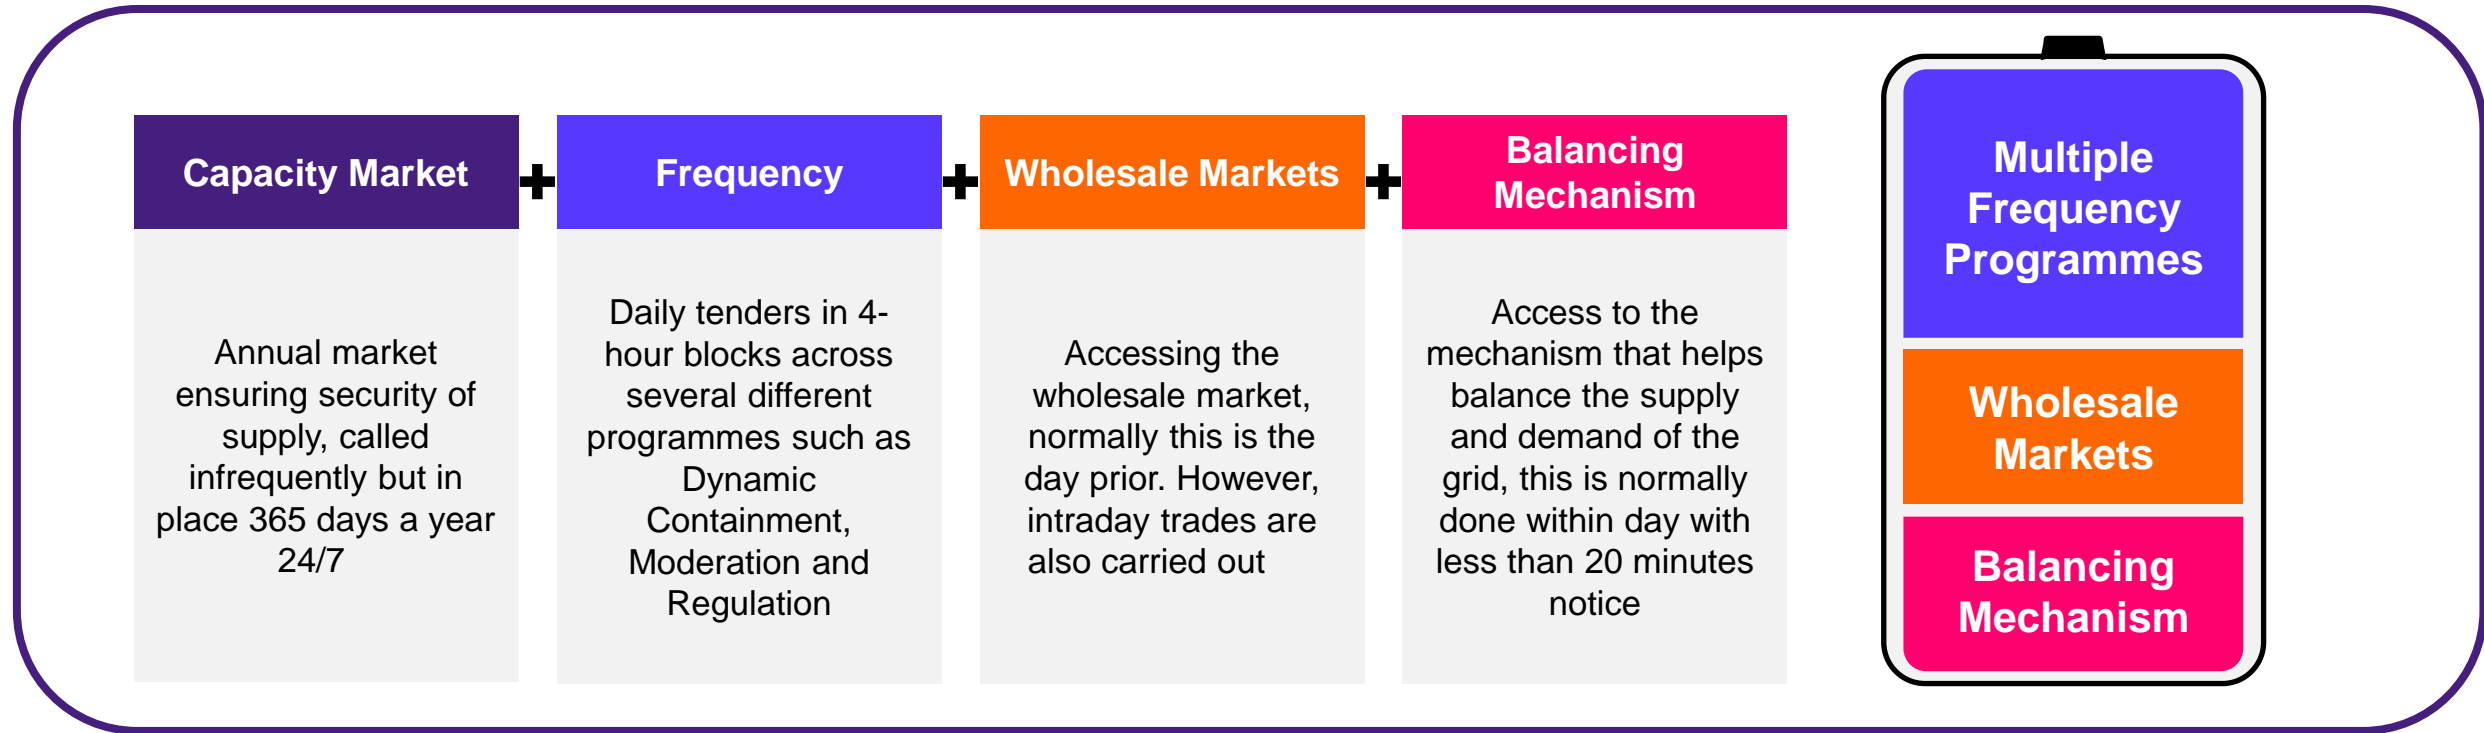 Capacity Market
Annual market
ensuring security of
supply, called
infrequently but in
place 365 days a year
24/7
Frequency
Daily tenders in 4-
hour blocks across
several different
programmes such as
Dynamic
Containment,
Moderation and
Regulation
Wholesale Markets
Accessing the
wholesale market,
normally this is the
day prior. However,
intraday trades are
also carried out
Balancing
Mechanism
Access to the
mechanism that helps
balance the supply
and demand of the
grid, this is normally
done within day with
less than 20 minutes
notice
Multiple
Frequency
Programmes
Wholesale
Markets
Balancing
Mechanism